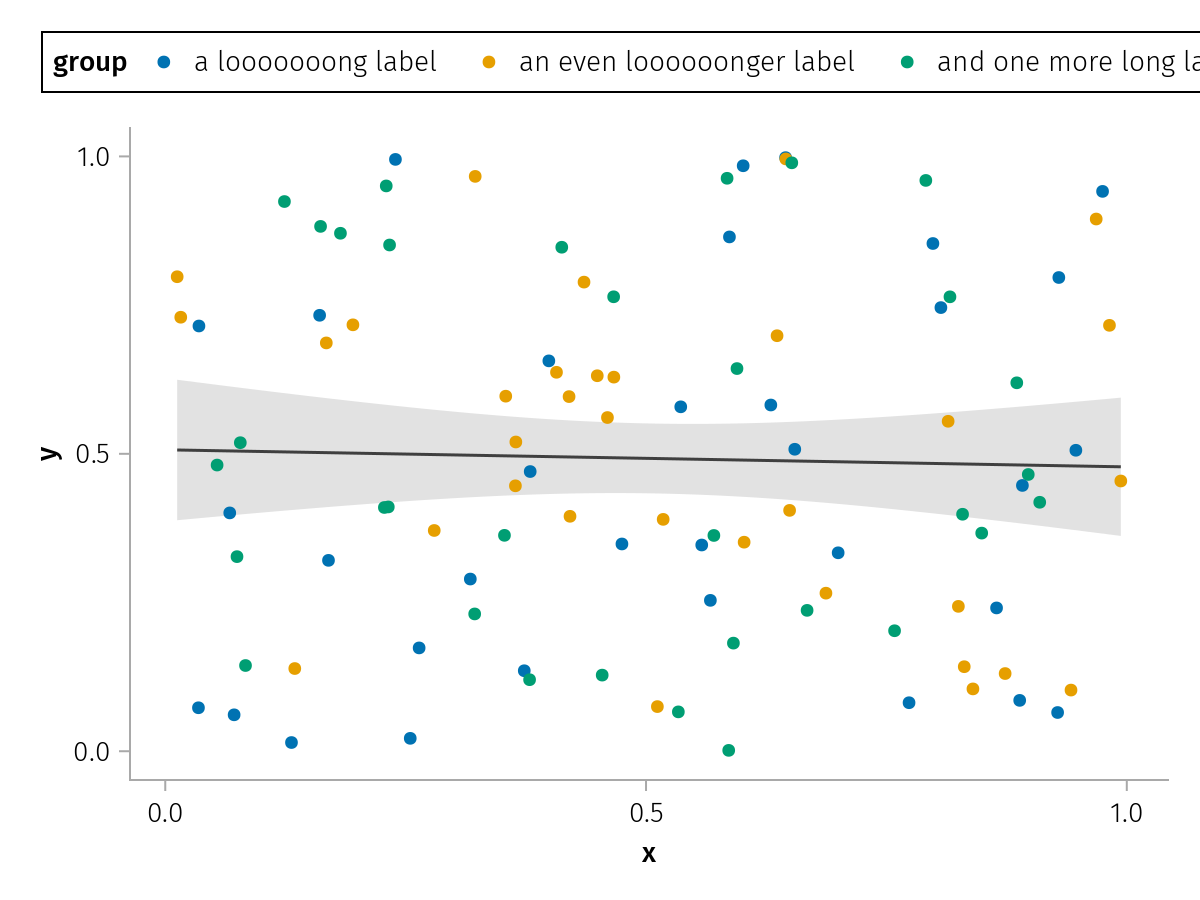 group a looooooong label an even loooooonger label and one more long la
1.0
y 0.5
0.0
0.0 0.5 1.0
x